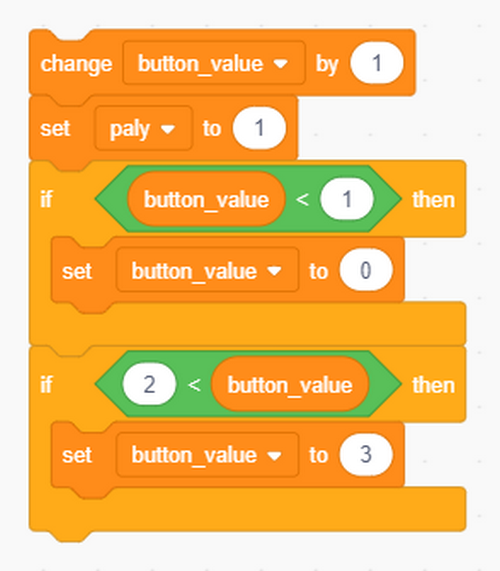 change button_value by 1
set paly to 1
if button_value < 1 then
set button_value to 0
if 2 < button_value then
set button_value to 3